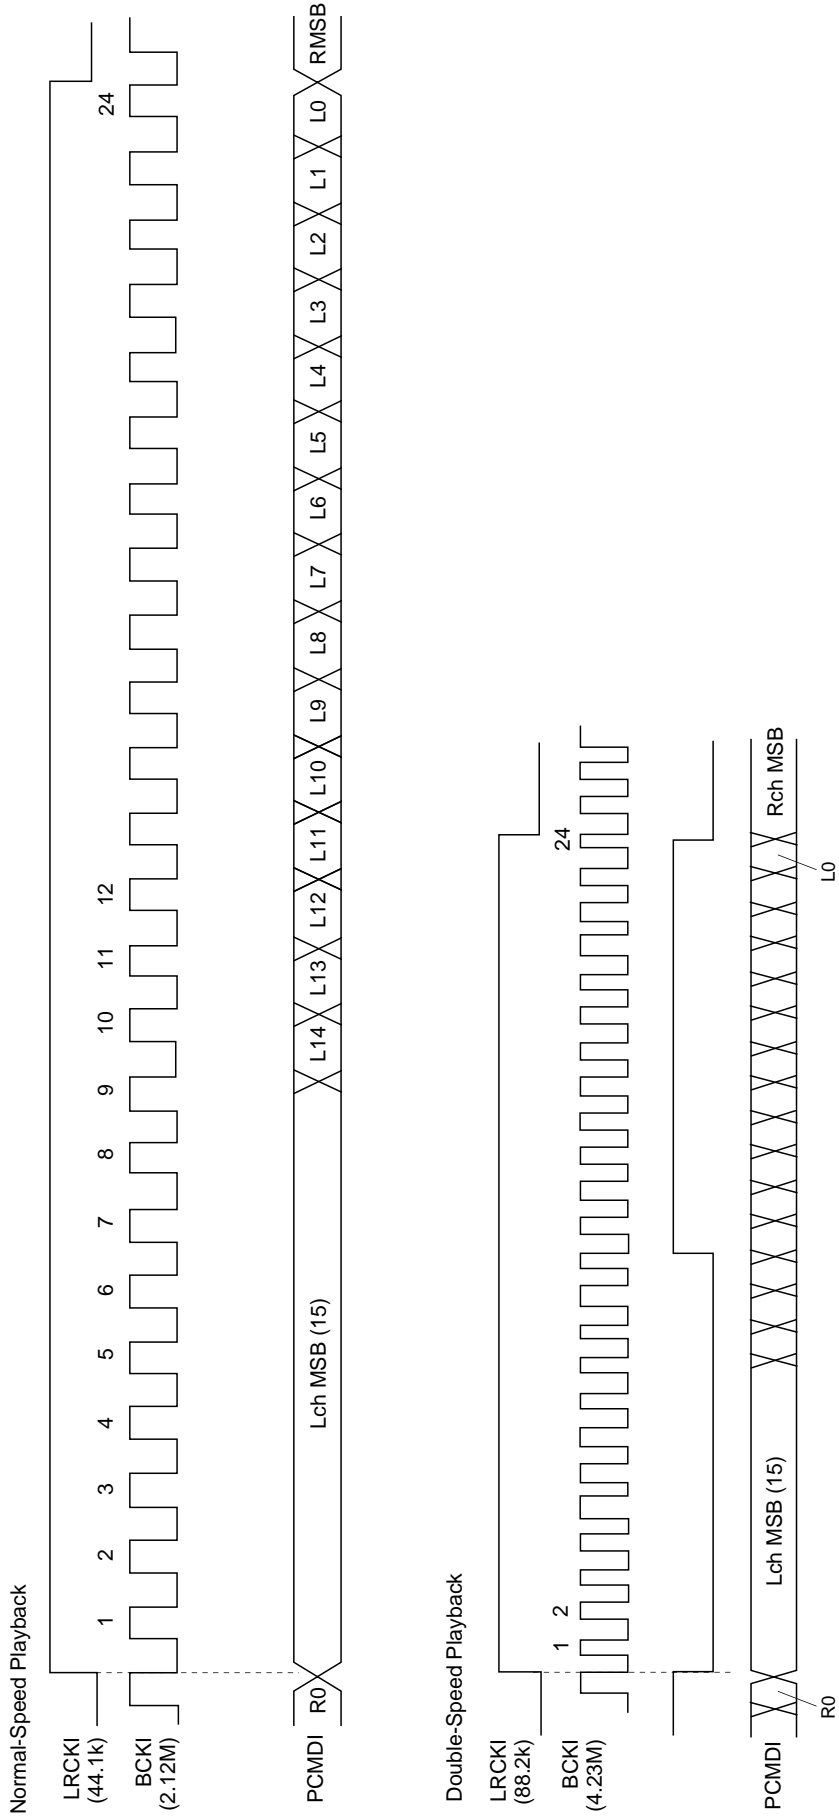 Normal-Speed Playback
LRCKI
(44.1k)
BCKI
(2.12M)
1 2 3 4 5 6 7 8 9 10 11 12 24
PCMDI
R0 Lch MSB (15) L14 L13 L12 L11 L10 L9 L8 L7 L6 L5 L4 L3 L2 L1 L0 RMSB
Double-Speed Playback
LRCKI
(88.2k)
BCKI
(4.23M)
1 2 24
PCMDI
Lch MSB (15) Rch MSB
R0 L0